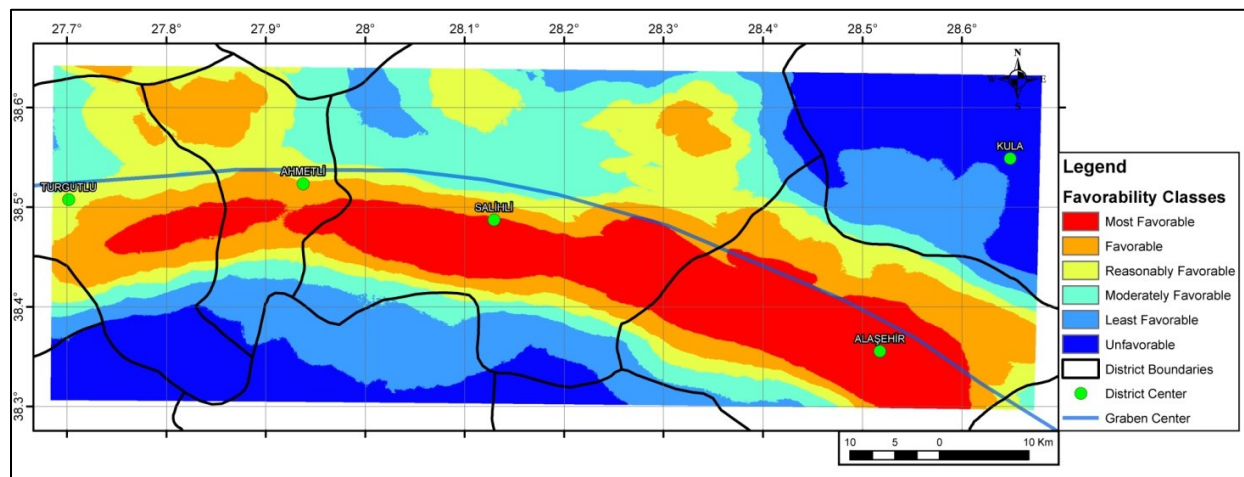 27.7° 27.8° 27.9° 28° 28.1° 28.2° 28.3° 28.4° 28.5° 28.6°
N
E
S
38.6°
KULA
AHMETLİ
TURGUTLU
38.5°
SALİHLİ
38.4°
ALAŞEHİR
38.3°
Legend
Favorability Classes
Most Favorable
Favorable
Reasonably Favorable
Moderately Favorable
Least Favorable
Unfavorable
District Boundaries
District Center
Graben Center
10 5 0 10 Km